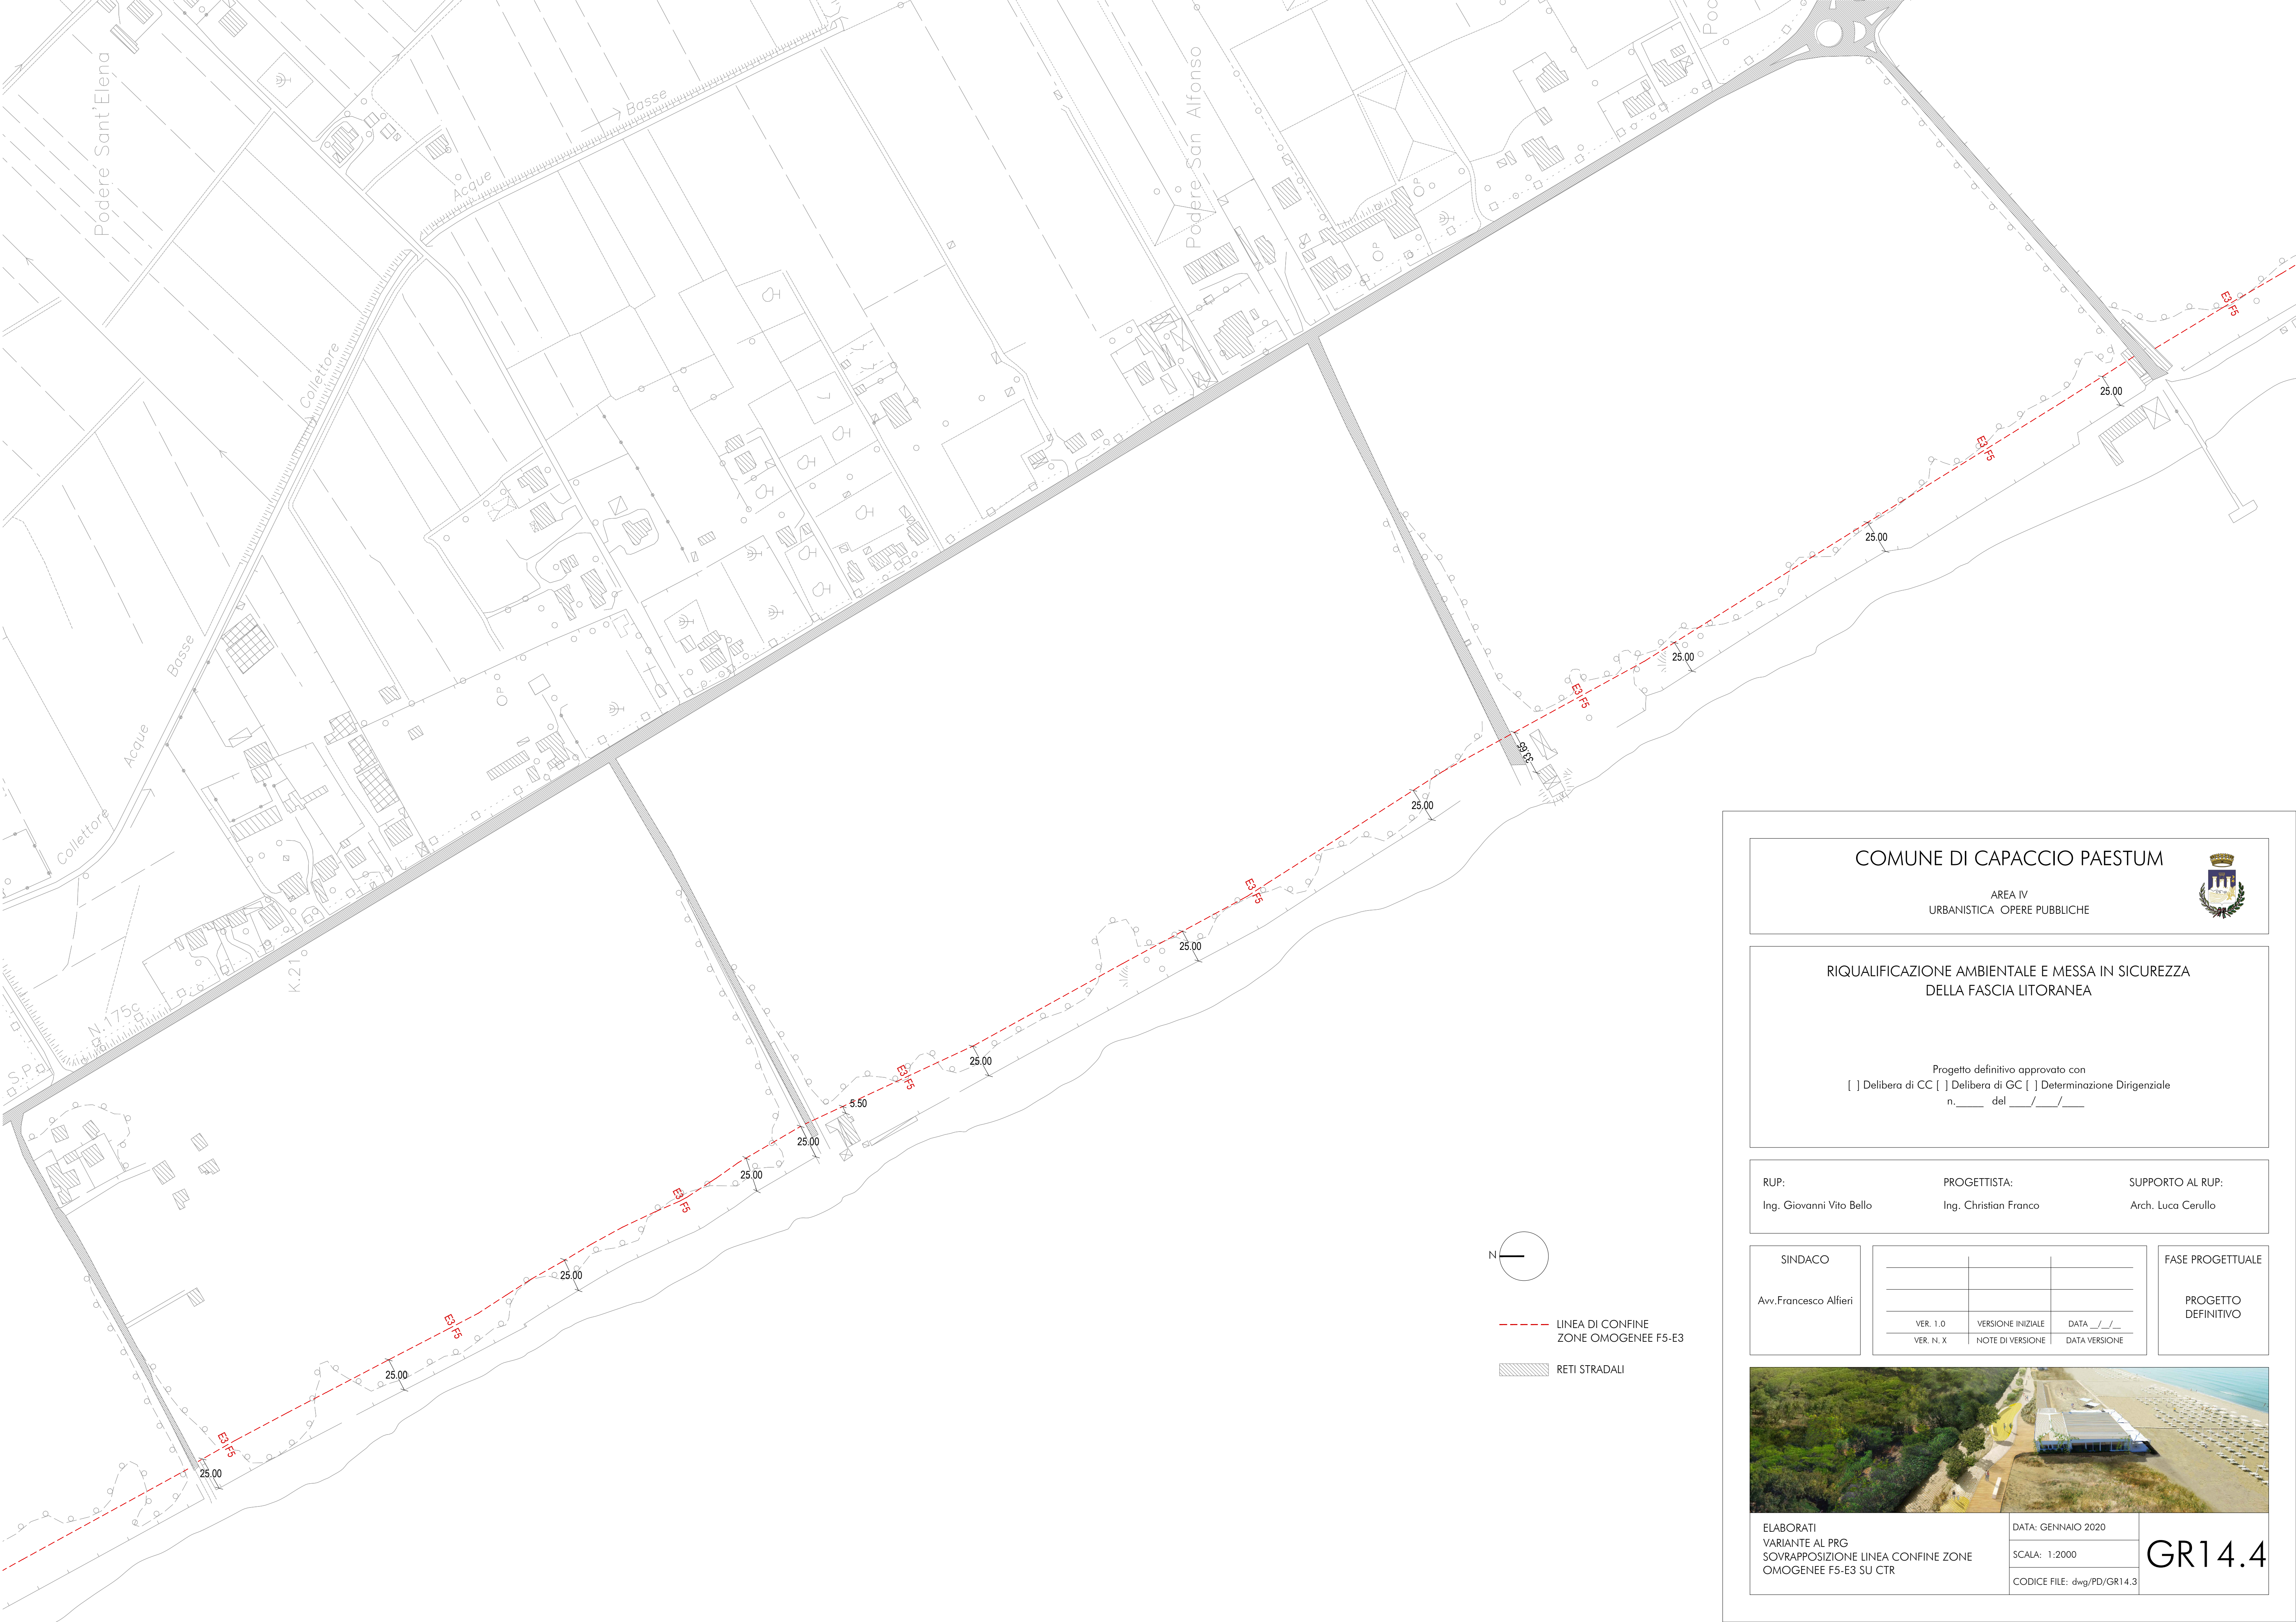 Podere Sant'Elena
Acque
Basse
Podere San Alfonso
Poc
Collettore
Basse
Acque
Collettore
K.21
N.175c
S.P.
E3 F5
25.00
E3 F5
25.00
25.00
E3 F5
33.65
25.00
E3 F5
25.00
25.00
E3 F5
5.50
25.00
25.00
E3 F5
25.00
E3 F5
25.00
E3 F5
25.00
N
LINEA DI CONFINE
ZONE OMOGENEE F5-E3
RETI STRADALI
COMUNE DI CAPACCIO PAESTUM
AREA IV
URBANISTICA OPERE PUBBLICHE
RIQUALIFICAZIONE AMBIENTALE E MESSA IN SICUREZZA
DELLA FASCIA LITORANEA
Progetto definitivo approvato con
[ ] Delibera di CC [ ] Delibera di GC [ ] Determinazione Dirigenziale
n._____ del ____/____/____
RUP: PROGETTISTA: SUPPORTO AL RUP:
Ing. Giovanni Vito Bello Ing. Christian Franco Arch. Luca Cerullo
SINDACO
Avv.Francesco Alfieri
VER. 1.0 VERSIONE INIZIALE DATA __/__/__
VER. N. X NOTE DI VERSIONE DATA VERSIONE
FASE PROGETTUALE
PROGETTO
DEFINITIVO
ELABORATI
VARIANTE AL PRG
SOVRAPPOSIZIONE LINEA CONFINE ZONE
OMOGENEE F5-E3 SU CTR
DATA: GENNAIO 2020
SCALA: 1:2000
CODICE FILE: dwg/PD/GR14.3
GR14.4